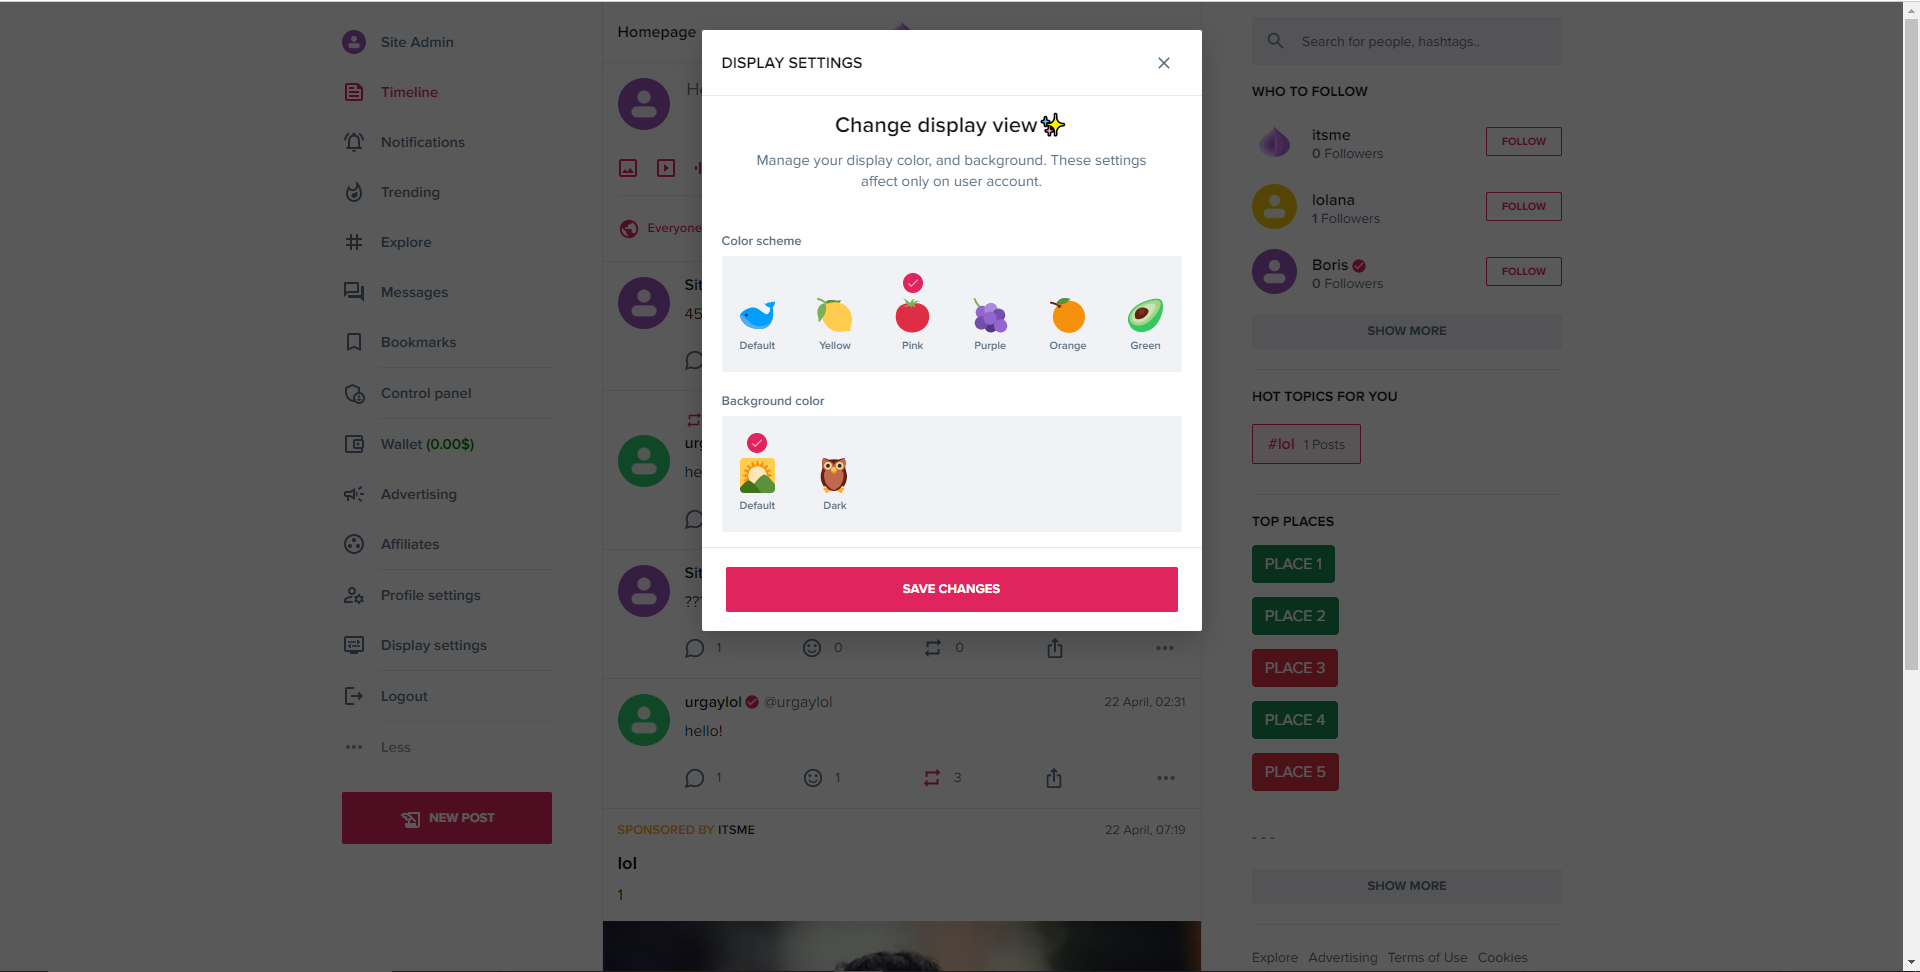 Site Admin
Timeline
Notifications
Trending
Explore
Messages
Bookmarks
Control panel
Wallet (0.00$)
Advertising
Affiliates
Profile settings
Display settings
Logout
Less
NEW POST
Homepage
Everyone
45
he
???
1 0 0
urgaylol @urgaylol 22 April, 02:31
hello!
1 1 3
SPONSORED BY ITSME 22 April, 07:19
lol
1
DISPLAY SETTINGS
Change display view
Manage your display color, and background. These settings
affect only on user account.
Color scheme
Default Yellow Pink Purple Orange Green
Background color
Default Dark
SAVE CHANGES
Search for people, hashtags..
WHO TO FOLLOW
itsme
0 Followers
FOLLOW
lolana
1 Followers
FOLLOW
Boris
0 Followers
FOLLOW
SHOW MORE
HOT TOPICS FOR YOU
#lol 1 Posts
TOP PLACES
PLACE 1
PLACE 2
PLACE 3
PLACE 4
PLACE 5
- - -
SHOW MORE
Explore Advertising Terms of Use Cookies